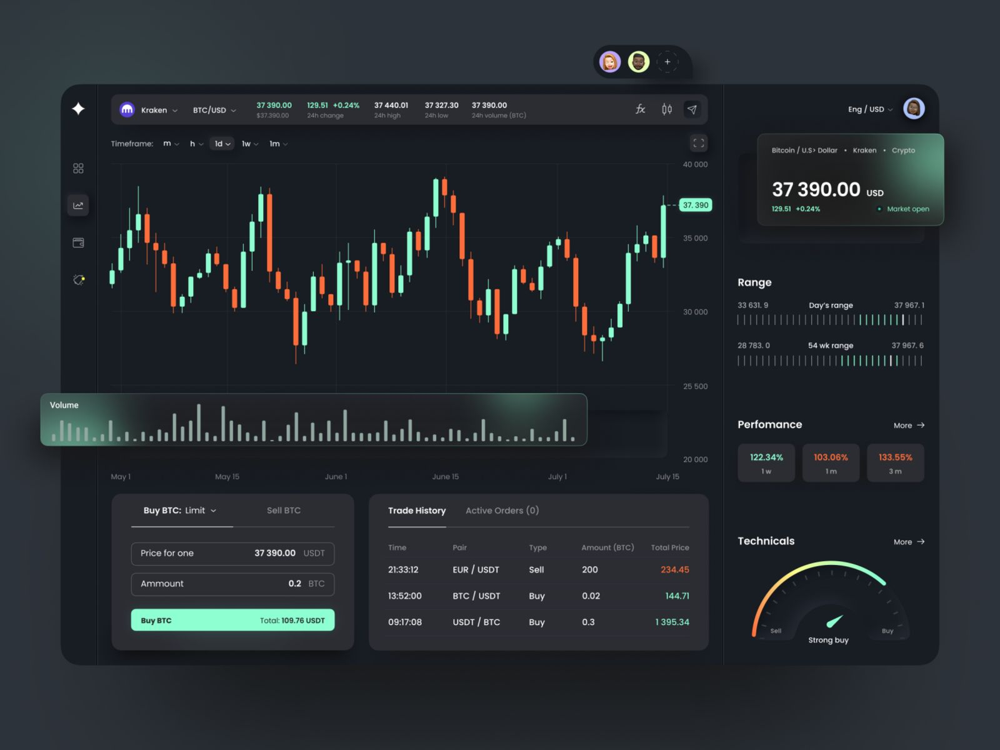 Kraken
BTC/USD
37 390.00
$37.390.00
129.51 +0.24%
24h change
37 440.01
24h high
37 327.30
24h low
37 390.00
24h volume (BTC)
fx
Eng / USD
Timeframe: m h 1d 1w 1m
40 000
37. 390
35 000
30 000
25 500
20 000
Bitcoin / U.S> Dollar • Kraken • Crypto
37 390.00 USD
129.51 +0.24%
Market open
Range
33 631. 9 Day's range 37 967. 1
28 783. 0 54 wk range 37 967. 6
Volume
May 1 May 15 June 1 June 15 July 1 July 15
Perfomance
More →
122.34%
1 w
103.06%
1 m
133.55%
3 m
Buy BTC: Limit
Sell BTC
Price for one 37 390.00 USDT
Ammount 0.2 BTC
Buy BTC Total: 109.76 USDT
Trade History Active Orders (0)
Time Pair Type Amount (BTC) Total Price
21:33:12 EUR / USDT Sell 200 234.45
13:52:00 BTC / USDT Buy 0.02 144.71
09:17:08 USDT / BTC Buy 0.3 1 395.34
Technicals
More →
Sell
Buy
Strong buy